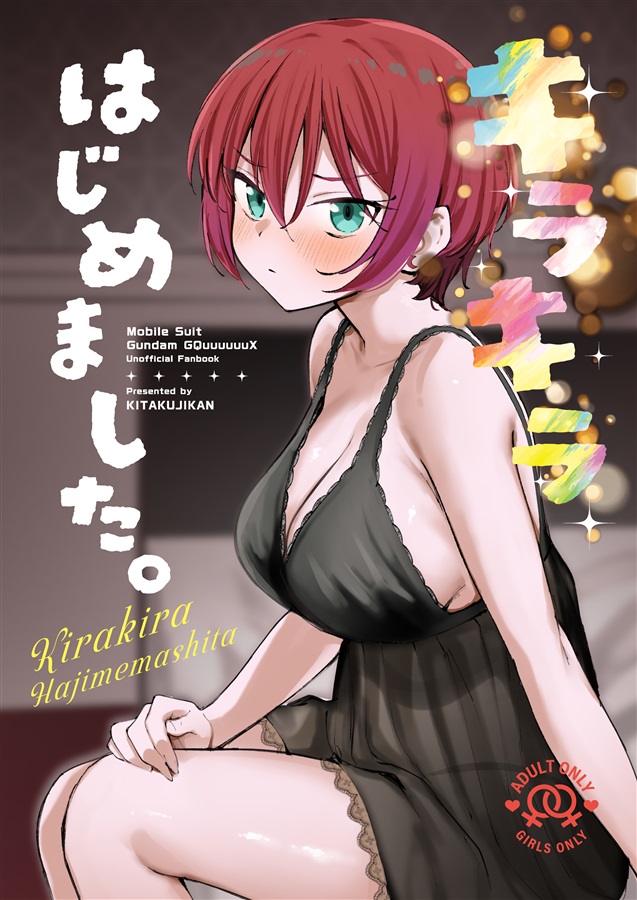 キラキラ
はじめました。
Mobile Suit
Gundam GQuuuuuuX
Unofficial Fanbook
Presented by
KITAKUJIKAN
Kirakira
Hajimemashita
ADULT ONLY
GIRLS ONLY